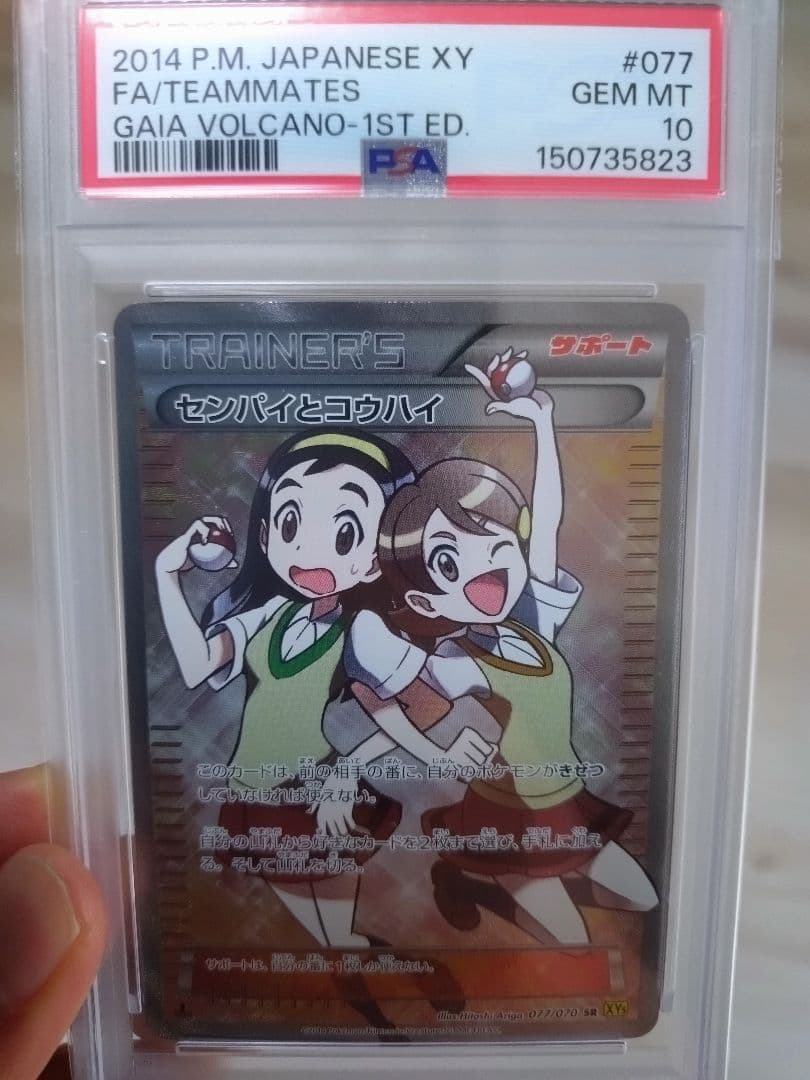 2014 P.M. JAPANESE XY #077
FA/TEAMMATES GEM MT
GAIA VOLCANO-1ST ED. 10
PSA 150735823
TRAINER'S サポート
センパイとコウハイ
このカードは、前の相手の番に、自分のポケモンがきぜつ
していなければ使えない。
自分の山札から好きなカードを2枚まで選び、手札に加え
る。そして山札を切る。
サポートは、自分の番に1枚しか使えない。
Illus. Hitoshi Ariga 077/070 SR XY5